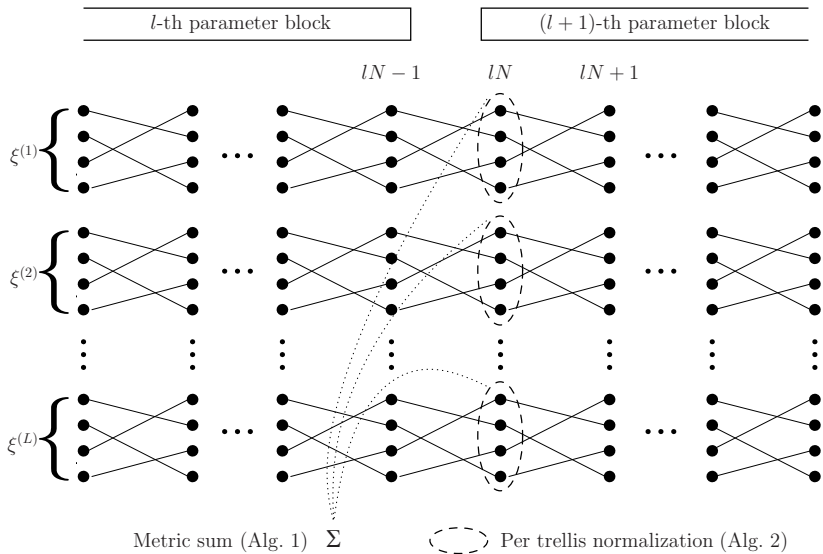 l-th parameter block
(l + 1)-th parameter block
lN − 1
lN
lN + 1
ξ⁽¹⁾
ξ⁽²⁾
ξ⁽ᴸ⁾
Metric sum (Alg. 1) Σ
Per trellis normalization (Alg. 2)